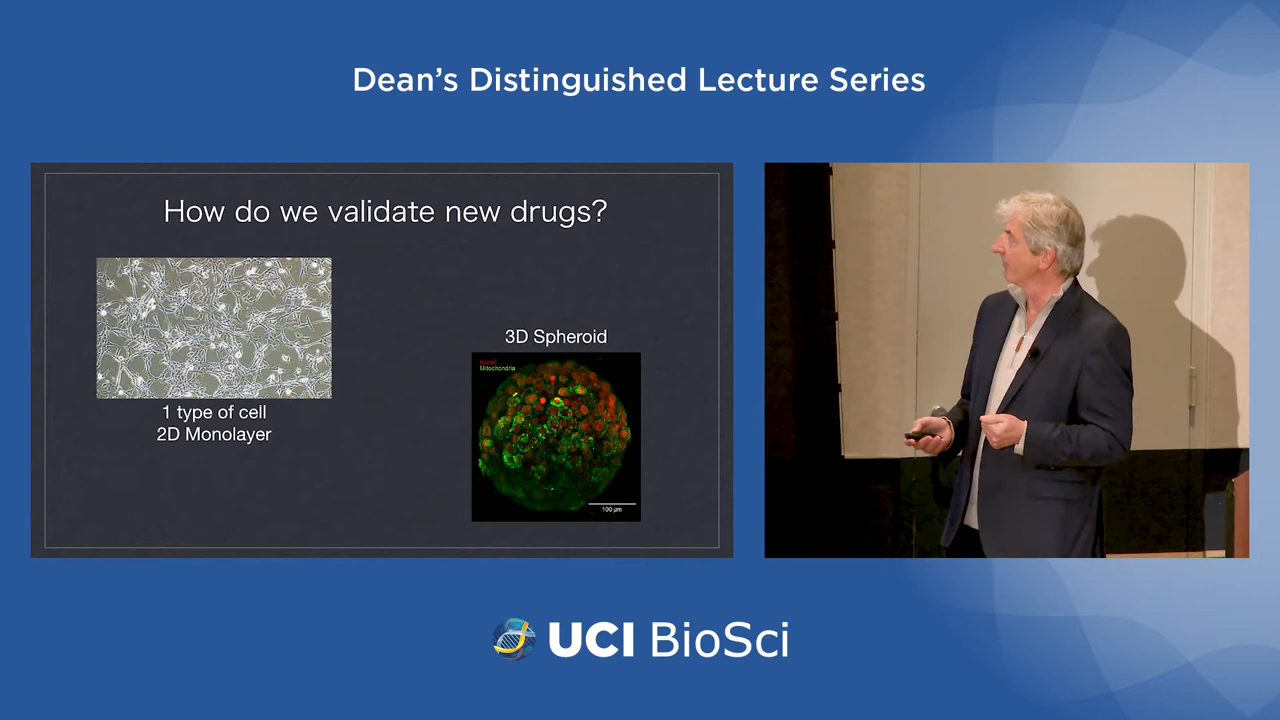 Dean’s Distinguished Lecture Series
How do we validate new drugs?
1 type of cell
2D Monolayer
3D Spheroid
Nuclei
Mitochondria
100 µm
UCI BioSci